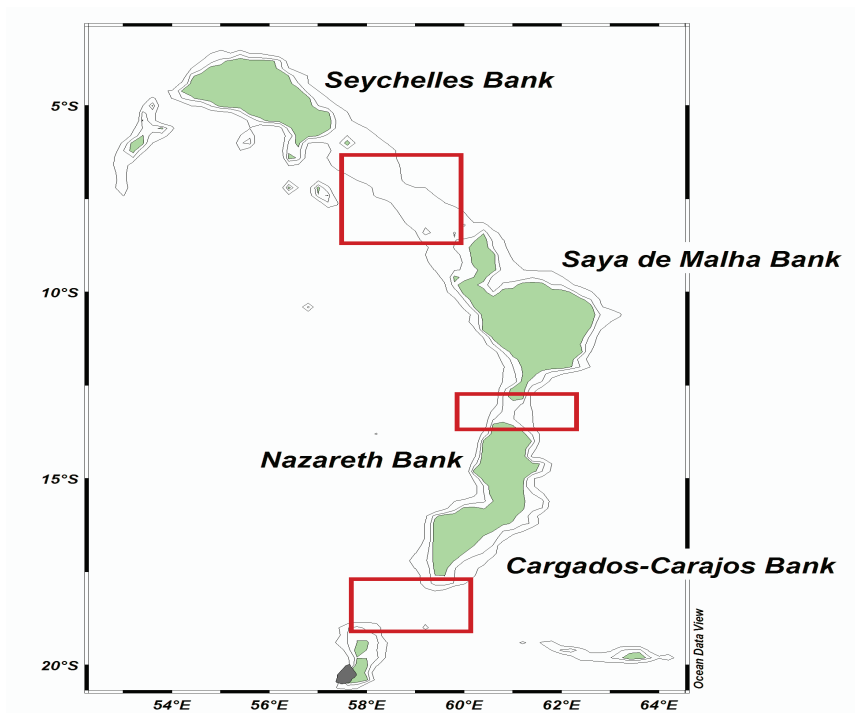 Seychelles Bank
5°S
Saya de Malha Bank
10°S
Nazareth Bank
15°S
Cargados-Carajos Bank
Ocean Data View
20°S
54°E 56°E 58°E 60°E 62°E 64°E